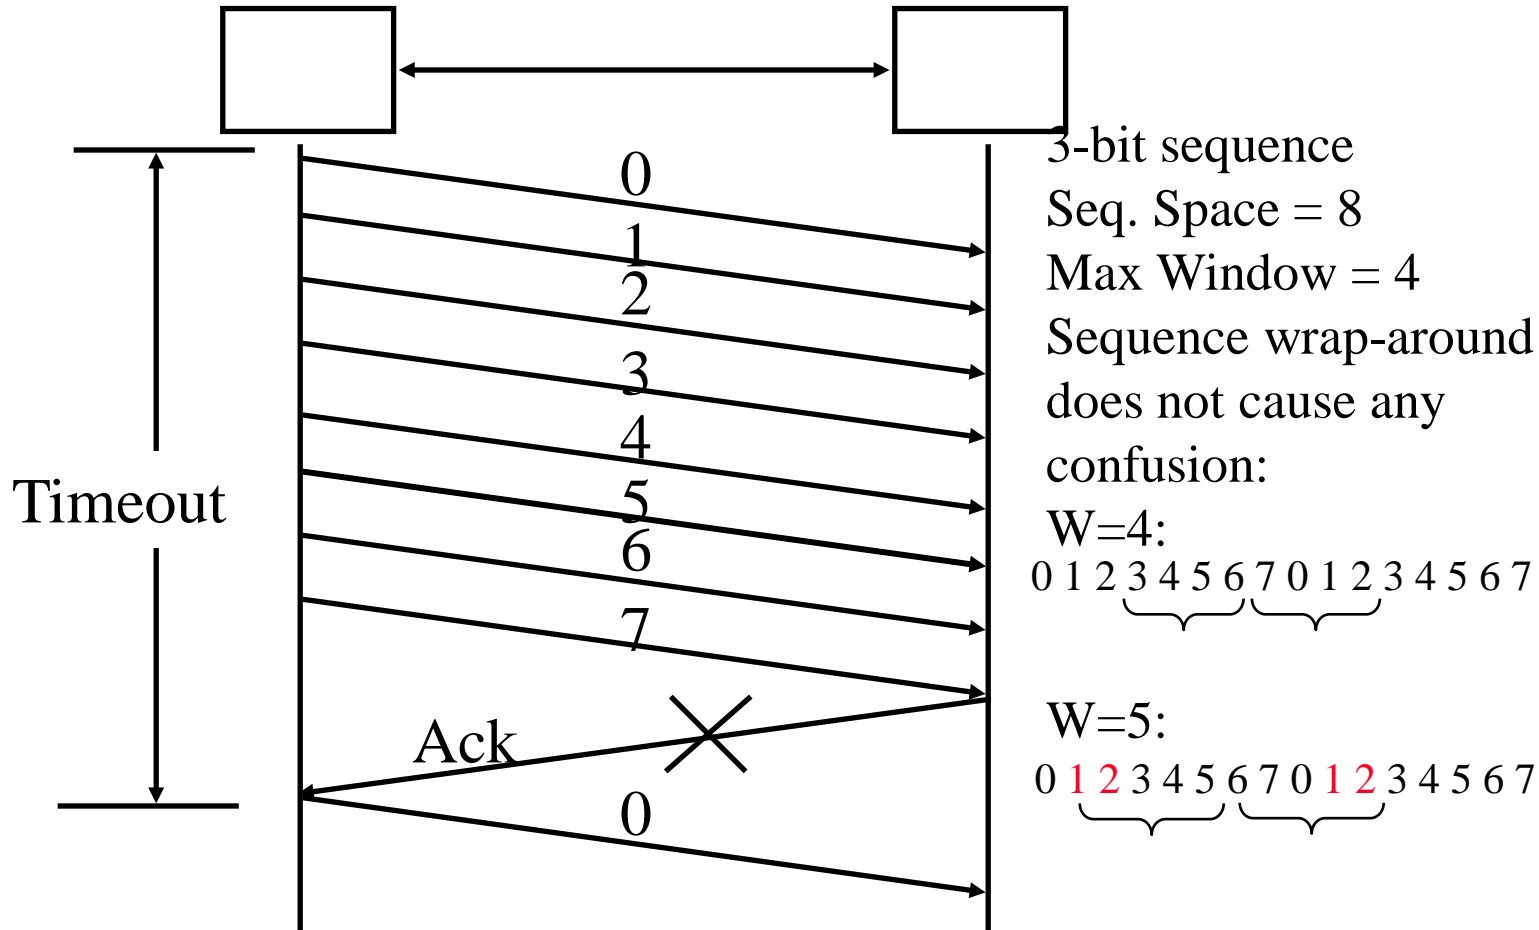 0
1
2
3
4
5
6
7
Ack
0
Timeout
3-bit sequence
Seq. Space = 8
Max Window = 4
Sequence wrap-around
does not cause any
confusion:
W=4:
0 1 2 3 4 5 6 7 0 1 2 3 4 5 6 7
W=5:
0 1 2 3 4 5 6 7 0 1 2 3 4 5 6 7